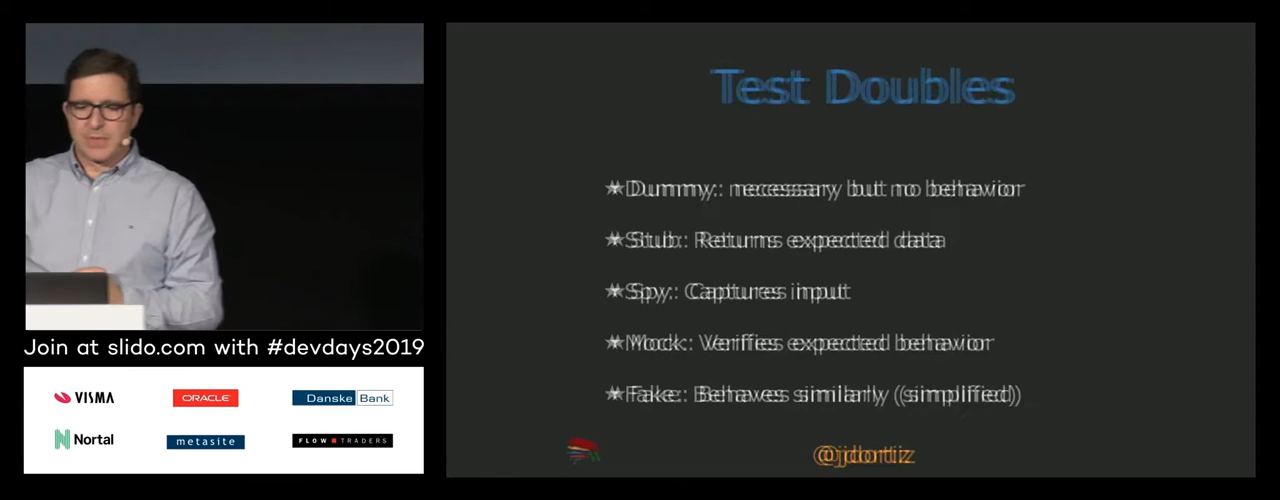 Test Doubles
★ Dummy: necessary but no behavior
★ Stub: Returns expected data
★ Spy: Captures input
★ Mock: Verifies expected behavior
★ Fake: Behaves similarly (simplified)
@jdortiz
Join at slido.com with #devdays2019
VISMA
ORACLE
Danske Bank
Nortal
metasite
FLOW TRADERS